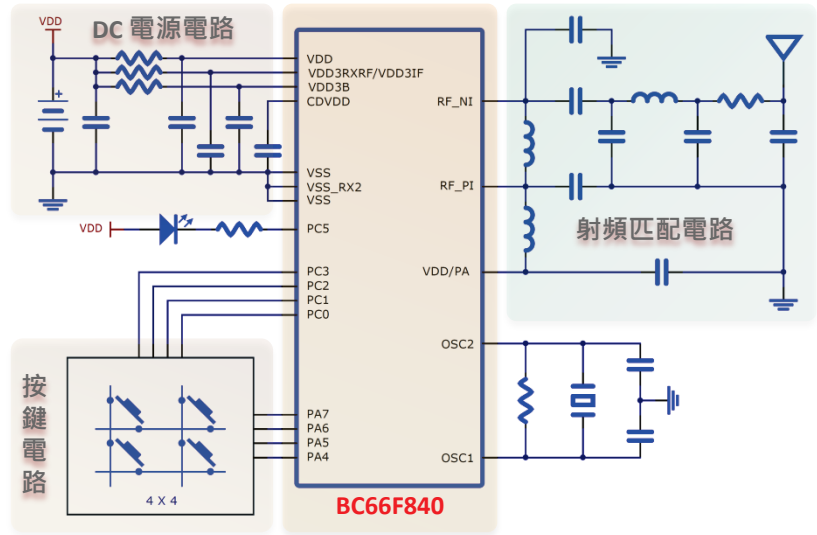 VDD
DC 電源電路
VDD
VDD3RXRF/VDD3IF
VDD3B
CDVDD
VSS
VSS_RX2
VSS
VDD
PC5
PC3
PC2
PC1
PC0
按鍵電路
4 X 4
PA7
PA6
PA5
PA4
RF_NI
RF_PI
VDD/PA
OSC2
OSC1
射頻匹配電路
BC66F840